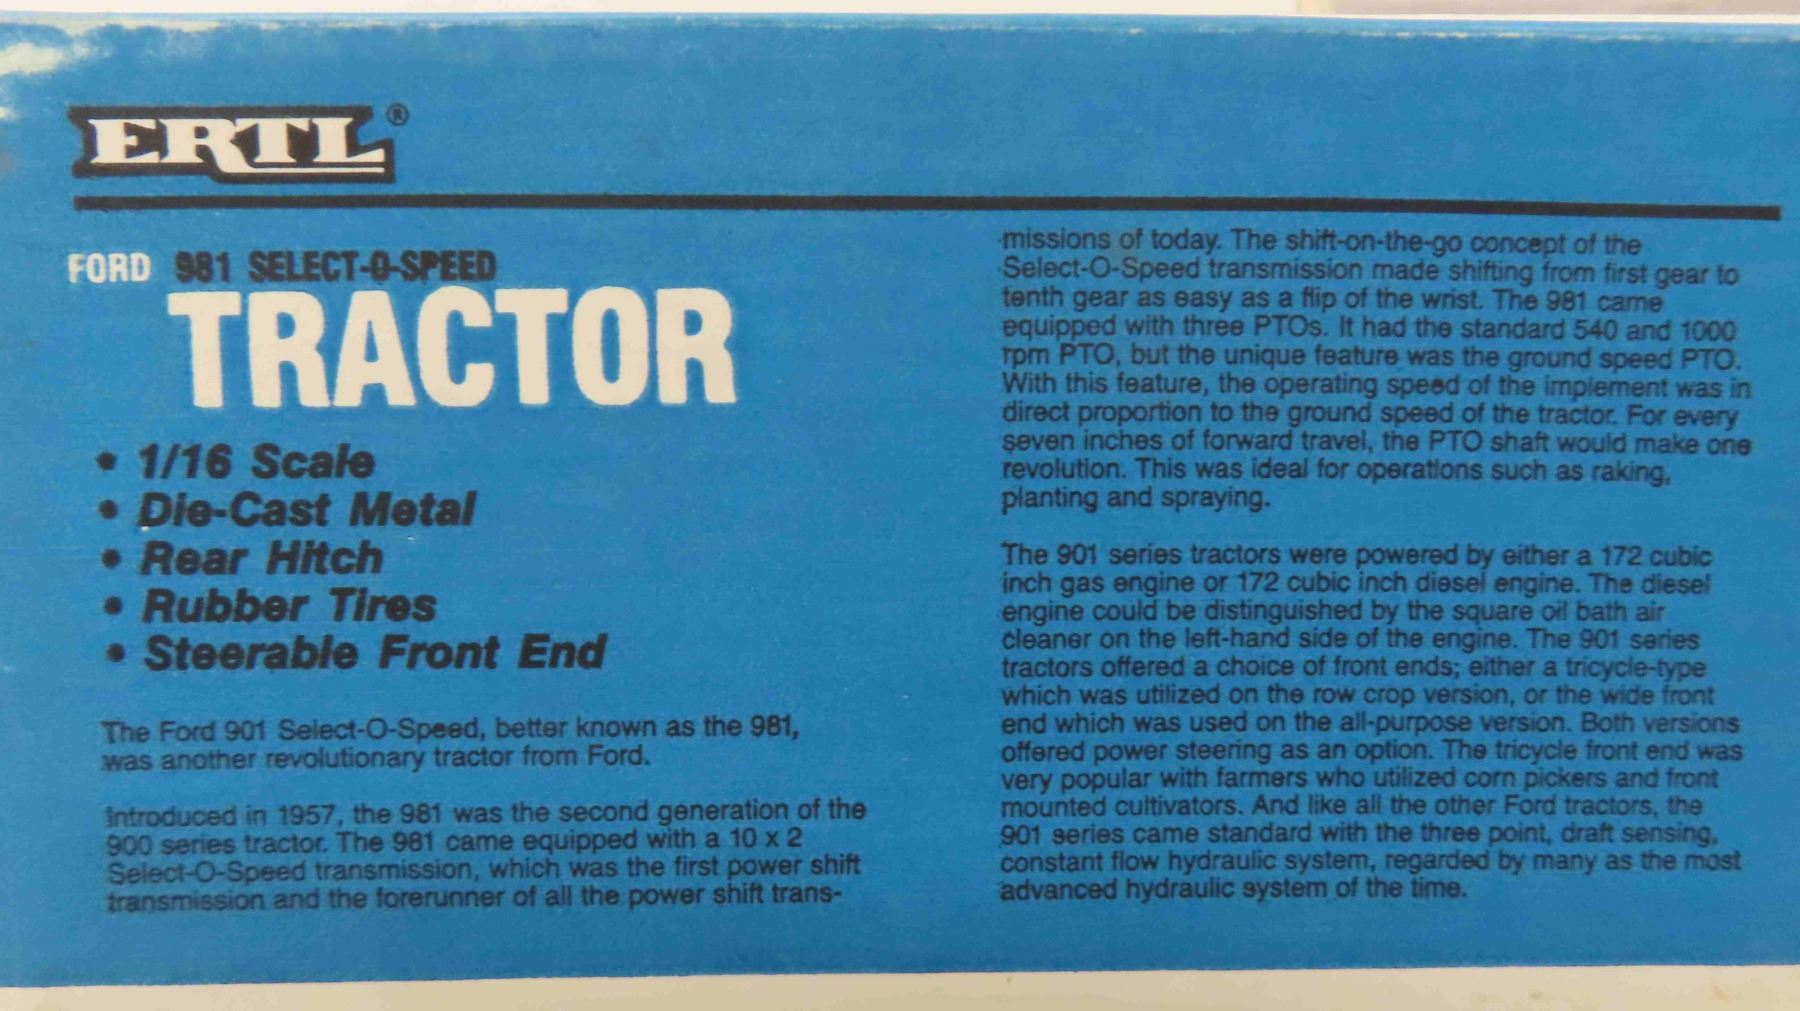 ERTL®
FORD 981 SELECT-O-SPEED
TRACTOR
• 1/16 Scale
• Die-Cast Metal
• Rear Hitch
• Rubber Tires
• Steerable Front End
The Ford 901 Select-O-Speed, better known as the 981,
was another revolutionary tractor from Ford.
Introduced in 1957, the 981 was the second generation of the
900 series tractor. The 981 came equipped with a 10 x 2
Select-O-Speed transmission, which was the first power shift
transmission and the forerunner of all the power shift trans-
missions of today. The shift-on-the-go concept of the
Select-O-Speed transmission made shifting from first gear to
tenth gear as easy as a flip of the wrist. The 981 came
equipped with three PTOs. It had the standard 540 and 1000
rpm PTO, but the unique feature was the ground speed PTO.
With this feature, the operating speed of the implement was in
direct proportion to the ground speed of the tractor. For every
seven inches of forward travel, the PTO shaft would make one
revolution. This was ideal for operations such as raking,
planting and spraying.
The 901 series tractors were powered by either a 172 cubic
inch gas engine or 172 cubic inch diesel engine. The diesel
engine could be distinguished by the square oil bath air
cleaner on the left-hand side of the engine. The 901 series
tractors offered a choice of front ends; either a tricycle-type
which was utilized on the row crop version, or the wide front
end which was used on the all-purpose version. Both versions
offered power steering as an option. The tricycle front end was
very popular with farmers who utilized corn pickers and front
mounted cultivators. And like all the other Ford tractors, the
901 series came standard with the three point, draft sensing,
constant flow hydraulic system, regarded by many as the most
advanced hydraulic system of the time.